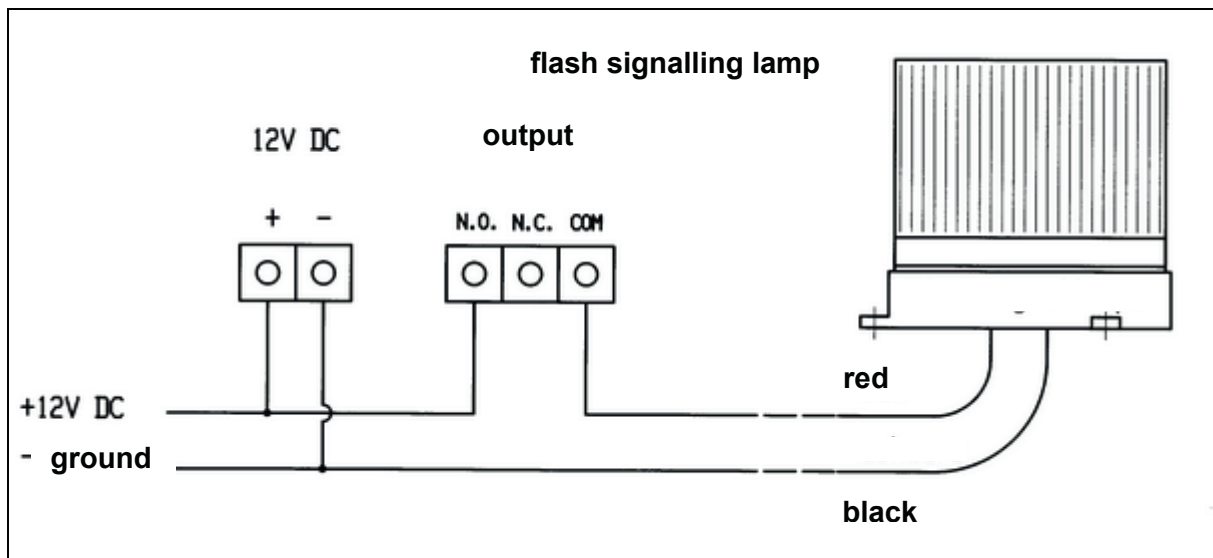 flash signalling lamp
12V DC
output
+ -
N.O. N.C. COM
red
+12V DC
- ground
black